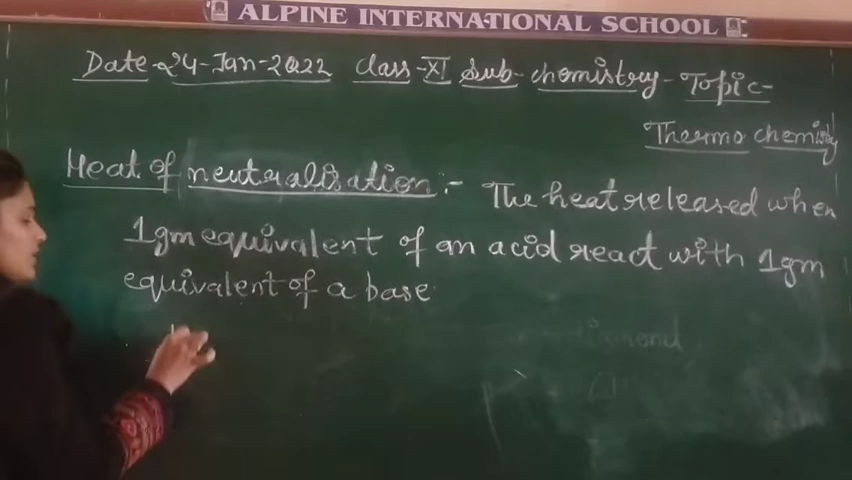 ALPINE INTERNATIONAL SCHOOL
Date-24-Jan-2022 Class-XI Sub-chemistry-Topic-
Thermo chemistry
Heat of neutralisation:- The heat released when
1gm equivalent of an acid react with 1gm
equivalent of a base